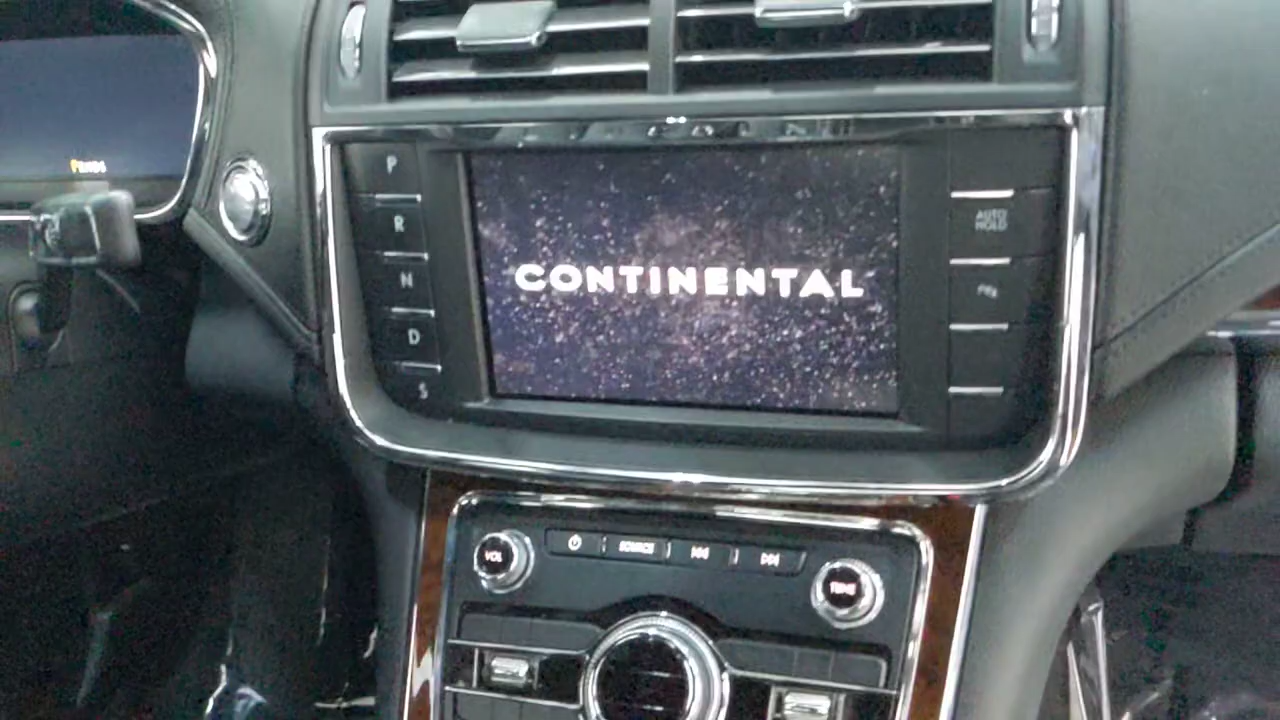 P
R
N
D
S
CONTINENTAL
AUTO
HOLD
VOL
SOURCE
TUNE